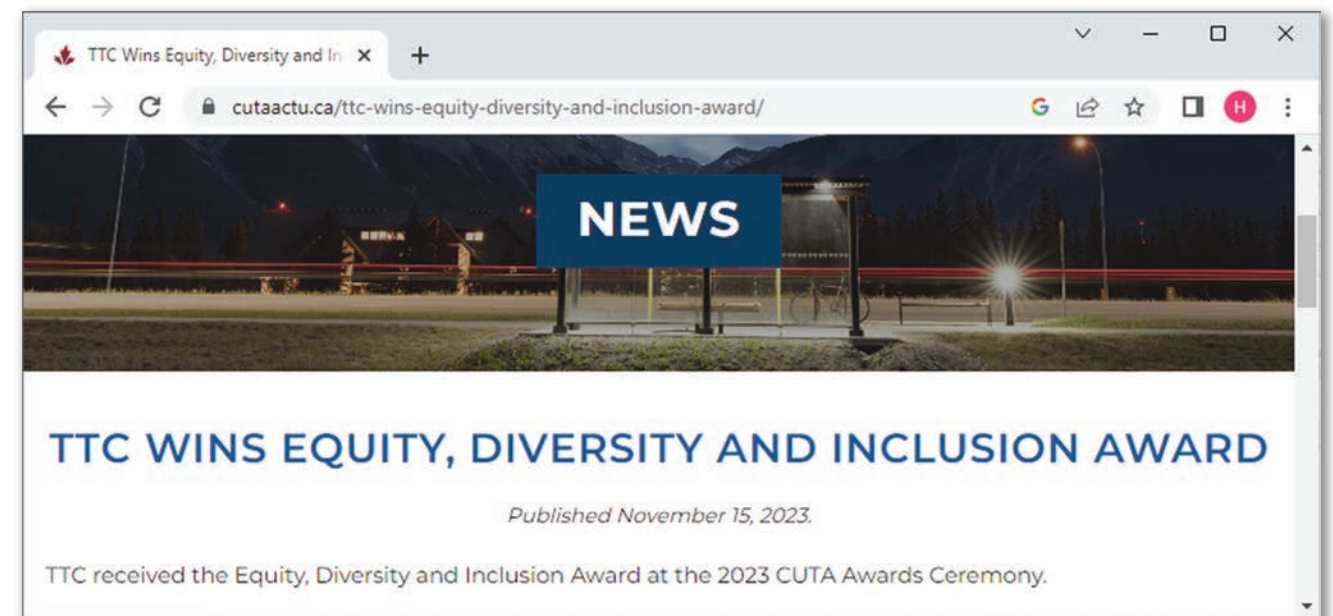 TTC Wins Equity, Diversity and In
cutaactu.ca/ttc-wins-equity-diversity-and-inclusion-award/
G
H
NEWS
TTC WINS EQUITY, DIVERSITY AND INCLUSION AWARD
Published November 15, 2023.
TTC received the Equity, Diversity and Inclusion Award at the 2023 CUTA Awards Ceremony.